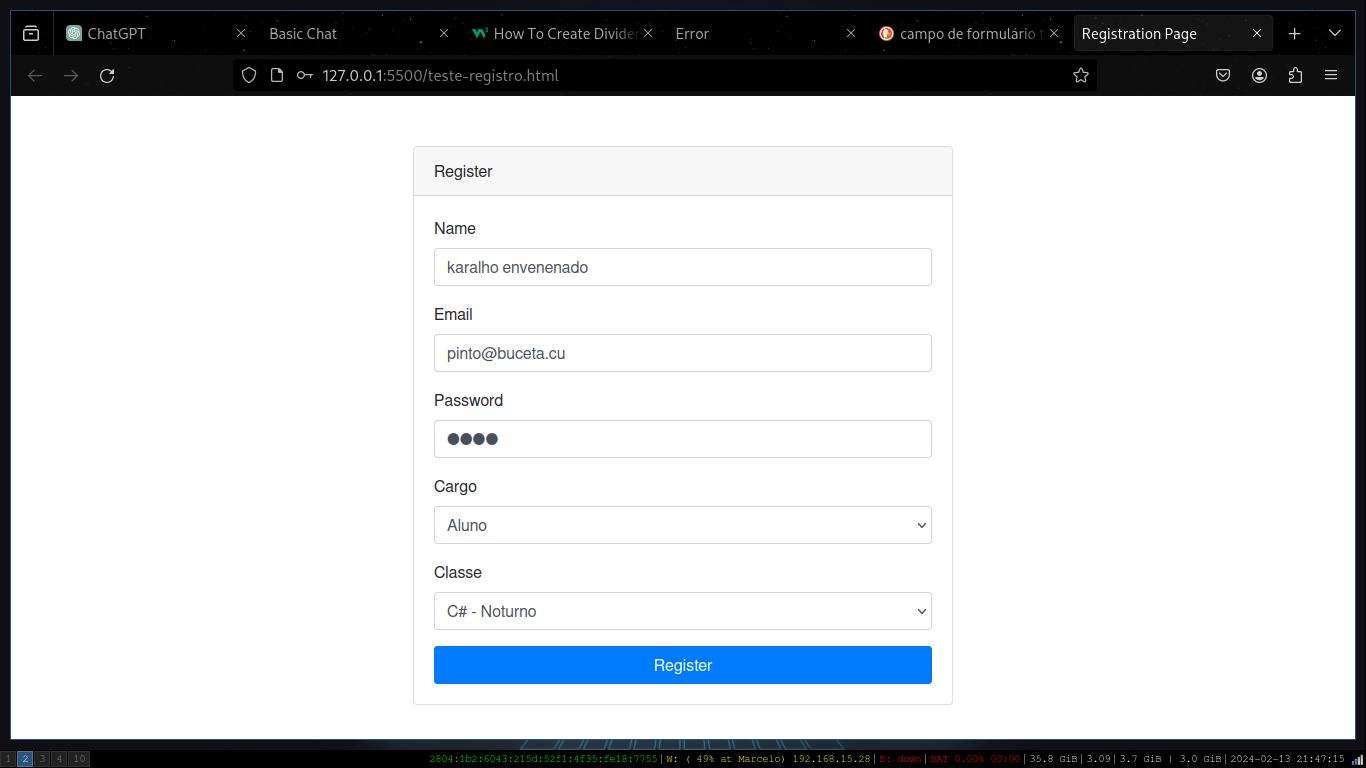 ChatGPT
Basic Chat
How To Create Divide
Error
campo de formulário
Registration Page
127.0.0.1:5500/teste-registro.html
Register
Name
karalho envenenado
Email
pinto@buceta.cu
Password
●●●●
Cargo
Aluno
Classe
C# - Noturno
Register
1 2 3 4 10
2804:1b2:6043:215d:52f1:4f35:fe18:7755|W: ( 49% at Marcelo) 192.168.15.28|E: down|BAT 0.00% 00:00|35.8 GiB|3.09|3.7 GiB | 3.0 GiB|2024-02-13 21:47:15